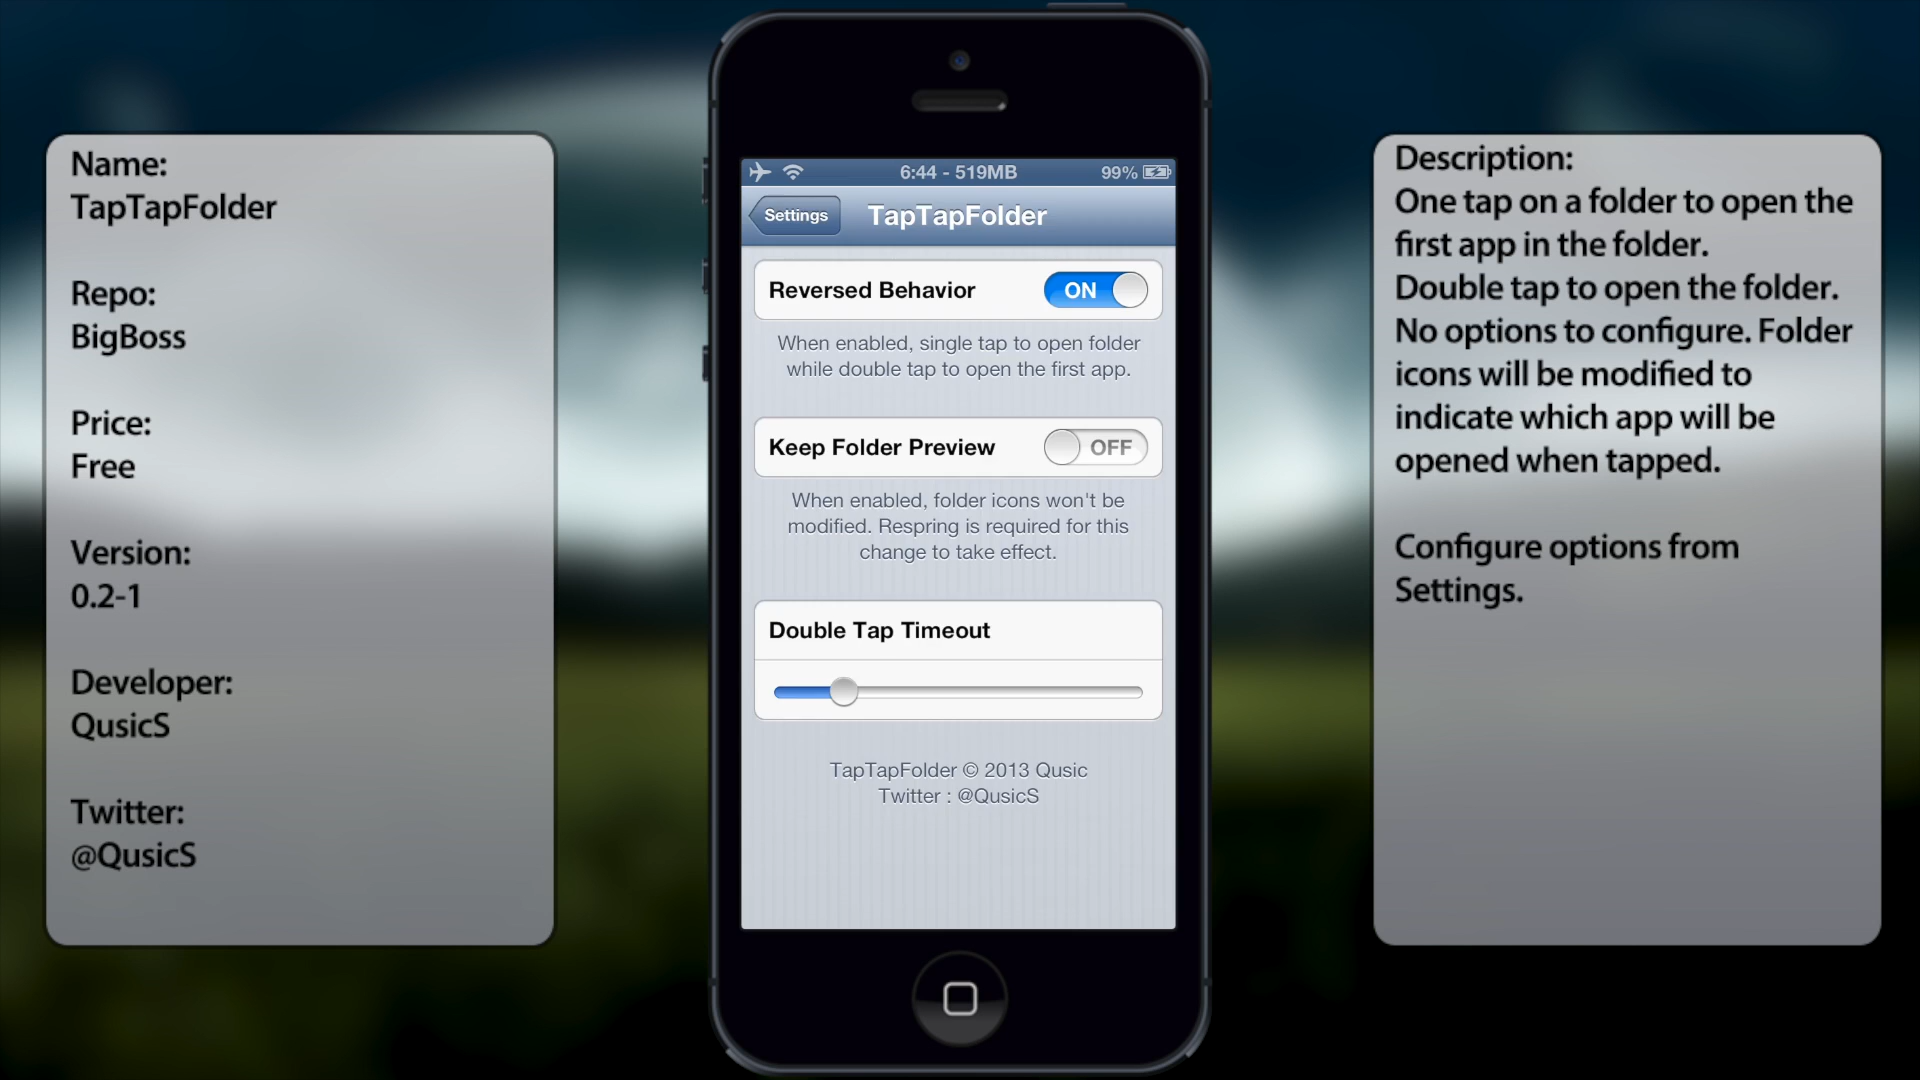 Name:
TapTapFolder
Repo:
BigBoss
Price:
Free
Version:
0.2-1
Developer:
QusicS
Twitter:
@QusicS
6:44 - 519MB
99%
Settings
TapTapFolder
Reversed Behavior
ON
When enabled, single tap to open folder
while double tap to open the first app.
Keep Folder Preview
OFF
When enabled, folder icons won't be
modified. Respring is required for this
change to take effect.
Double Tap Timeout
TapTapFolder © 2013 Qusic
Twitter : @QusicS
Description:
One tap on a folder to open the
first app in the folder.
Double tap to open the folder.
No options to configure. Folder
icons will be modified to
indicate which app will be
opened when tapped.
Configure options from
Settings.